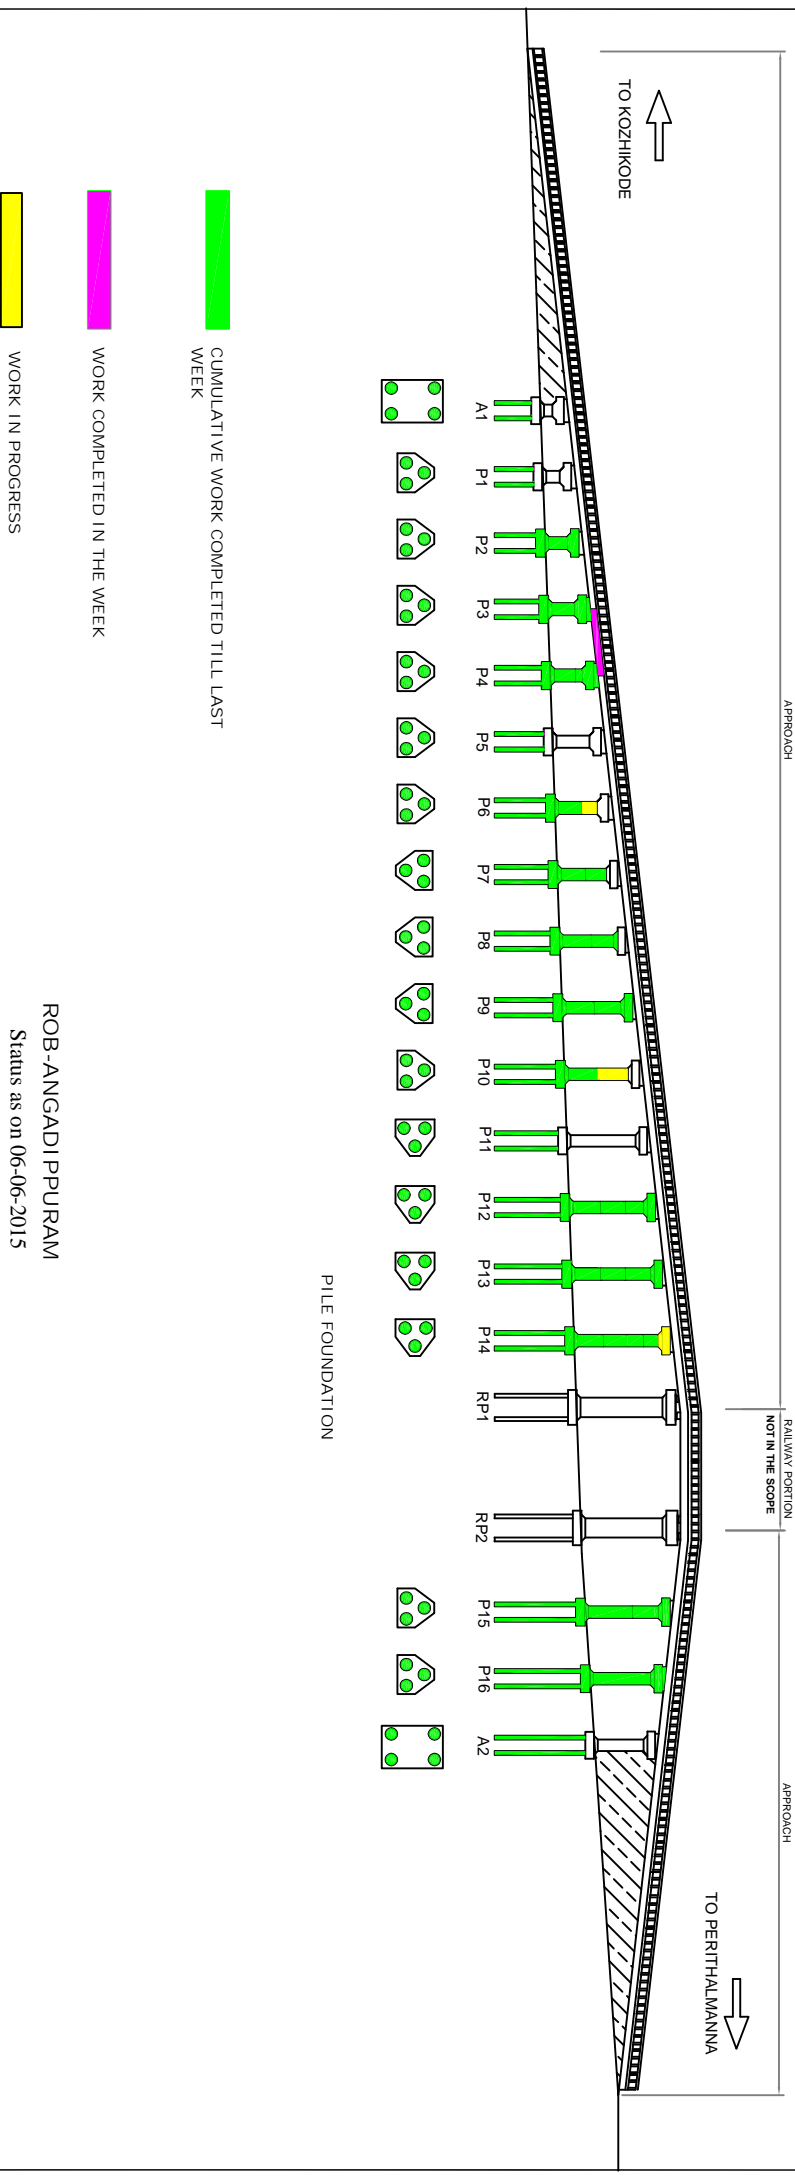 APPROACH
RAILWAY PORTION
NOT IN THE SCOPE
APPROACH
TO KOZHIKODE
TO PERITHALMANNA
A1
P1
P2
P3
P4
P5
P6
P7
P8
P9
P10
P11
P12
P13
P14
RP1
RP2
P15
P16
A2
PILE FOUNDATION
CUMULATIVE WORK COMPLETED TILL LAST
WEEK
WORK COMPLETED IN THE WEEK
WORK IN PROGRESS
ROB-ANGADIPPURAM
Status as on 06-06-2015